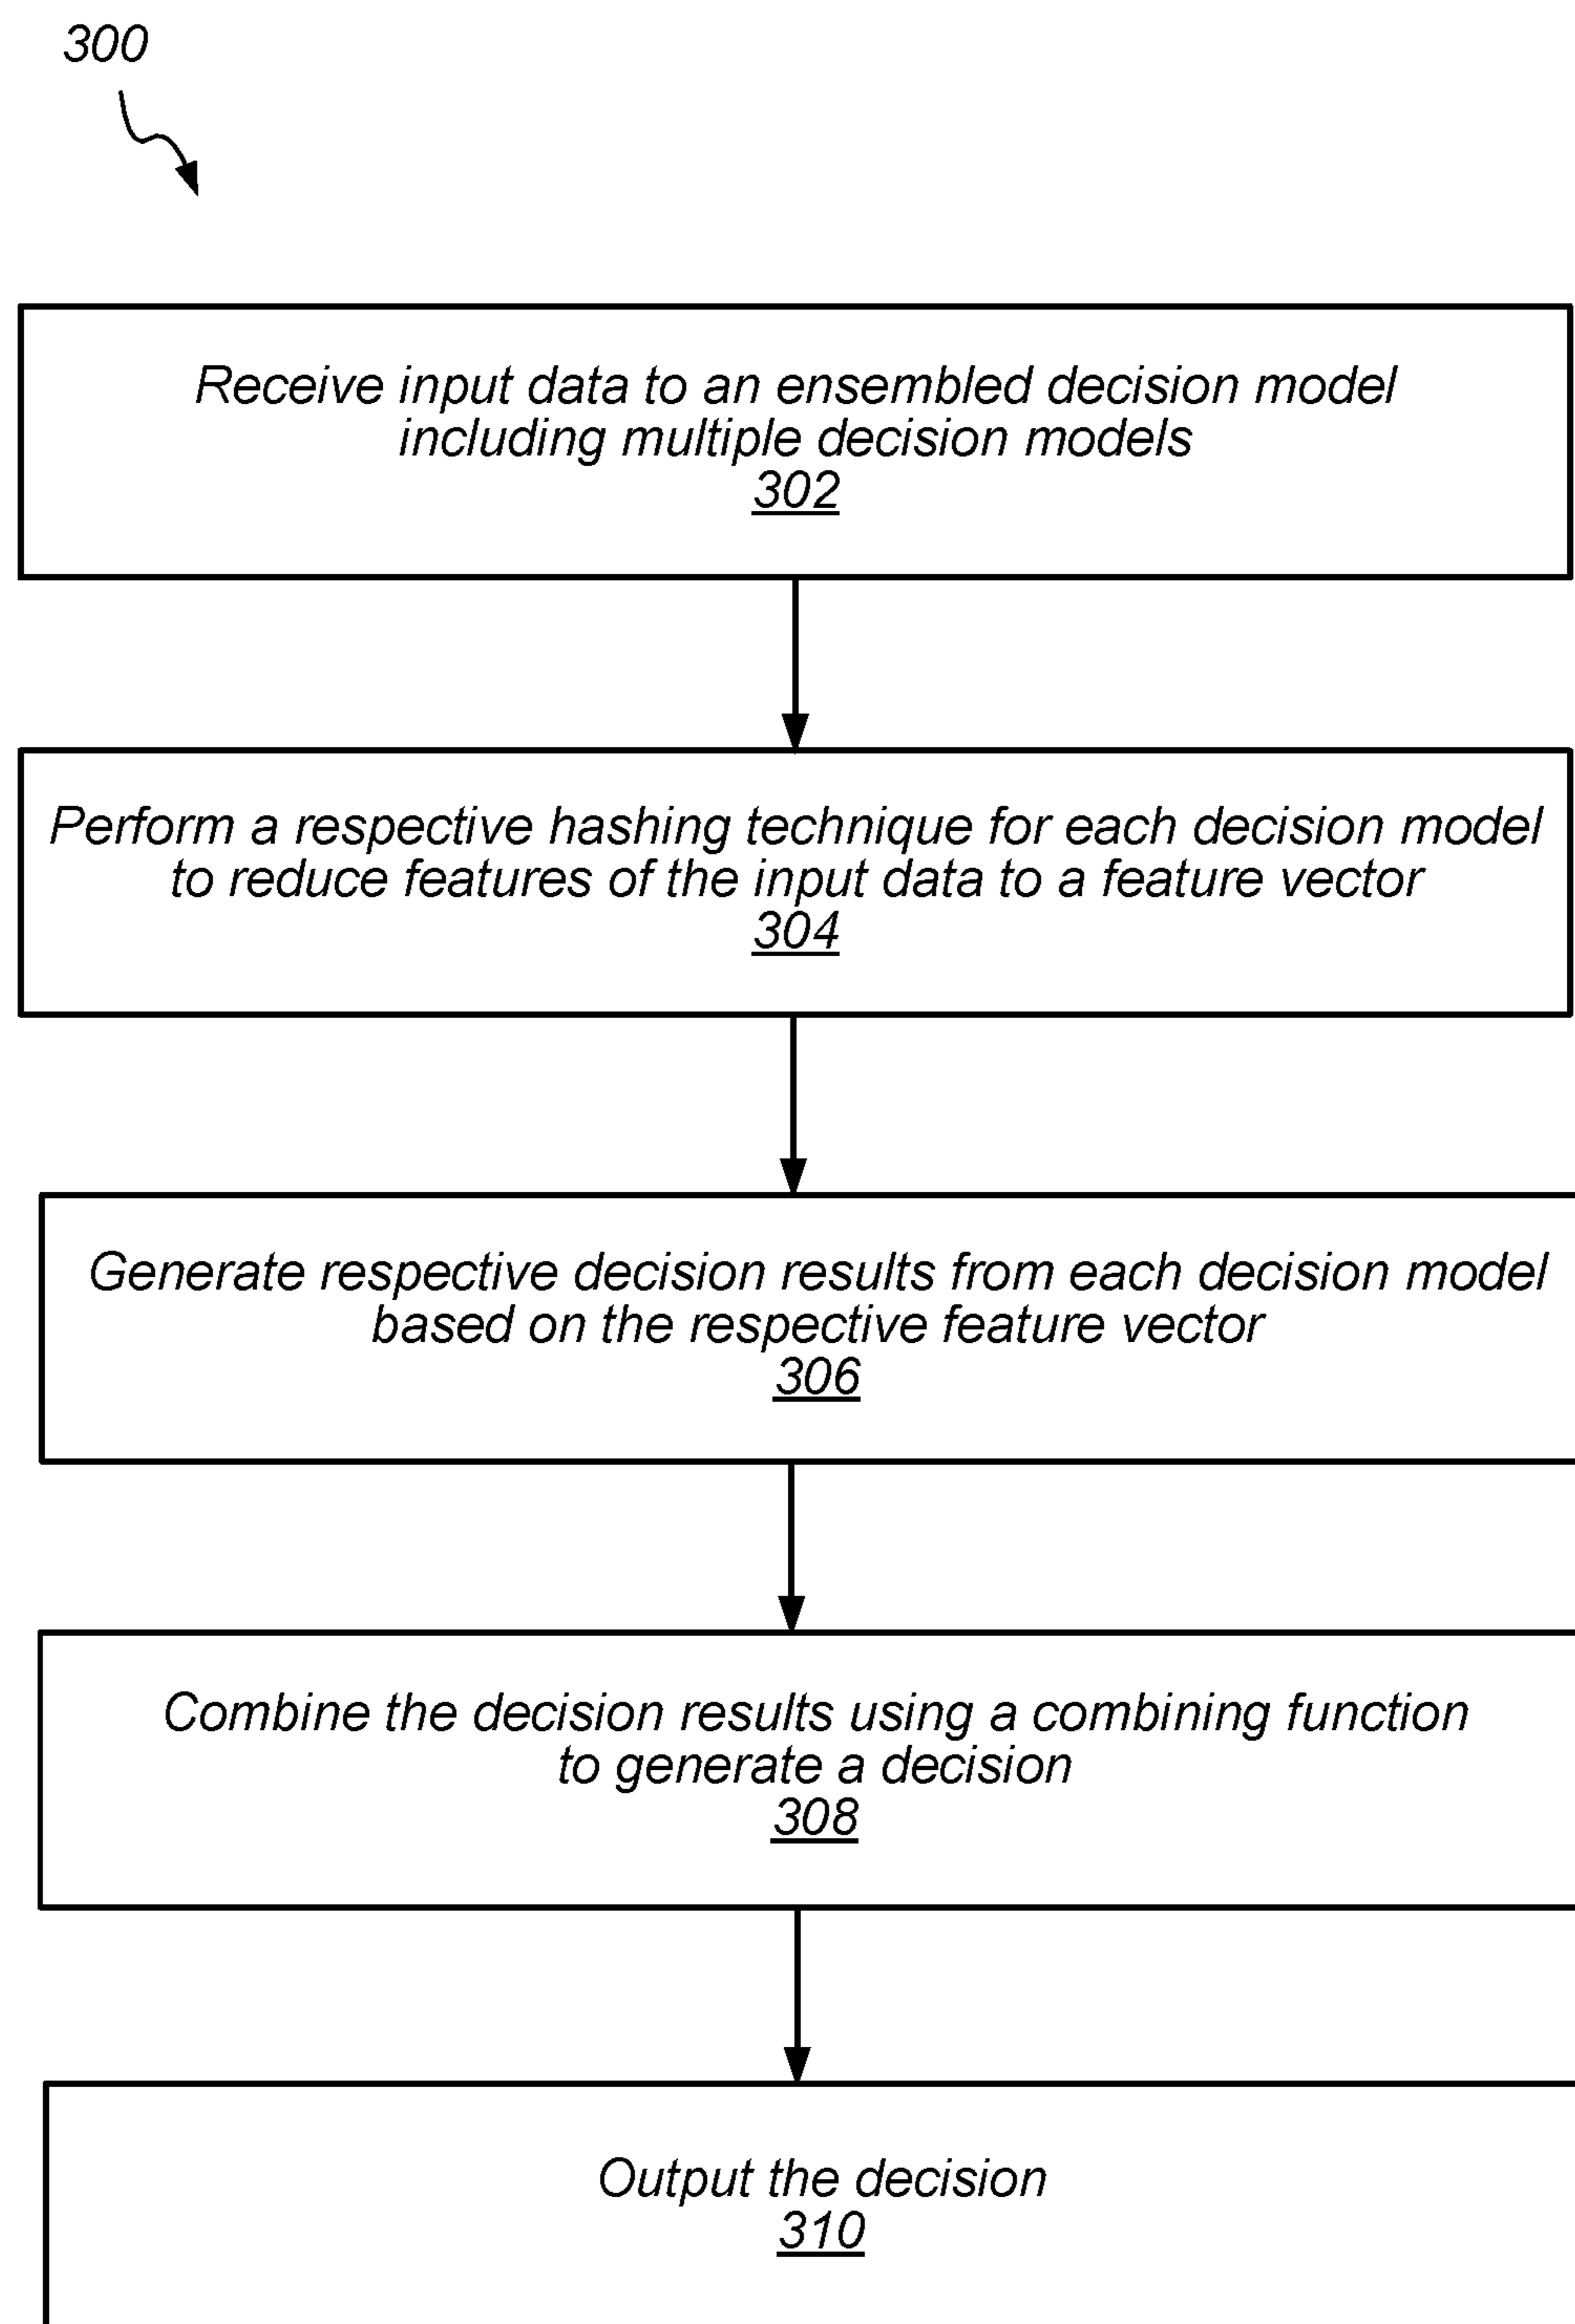 300
Receive input data to an ensembled decision model
including multiple decision models
302
Perform a respective hashing technique for each decision model
to reduce features of the input data to a feature vector
304
Generate respective decision results from each decision model
based on the respective feature vector
306
Combine the decision results using a combining function
to generate a decision
308
Output the decision
310